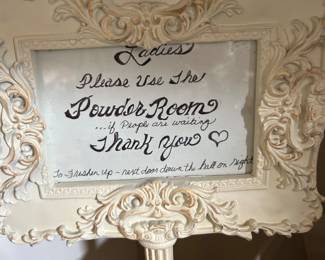 Ladies
Please Use The
Powder Room
...if People are waiting
Thank you ♡
To Freshen Up - next door down the hall on right